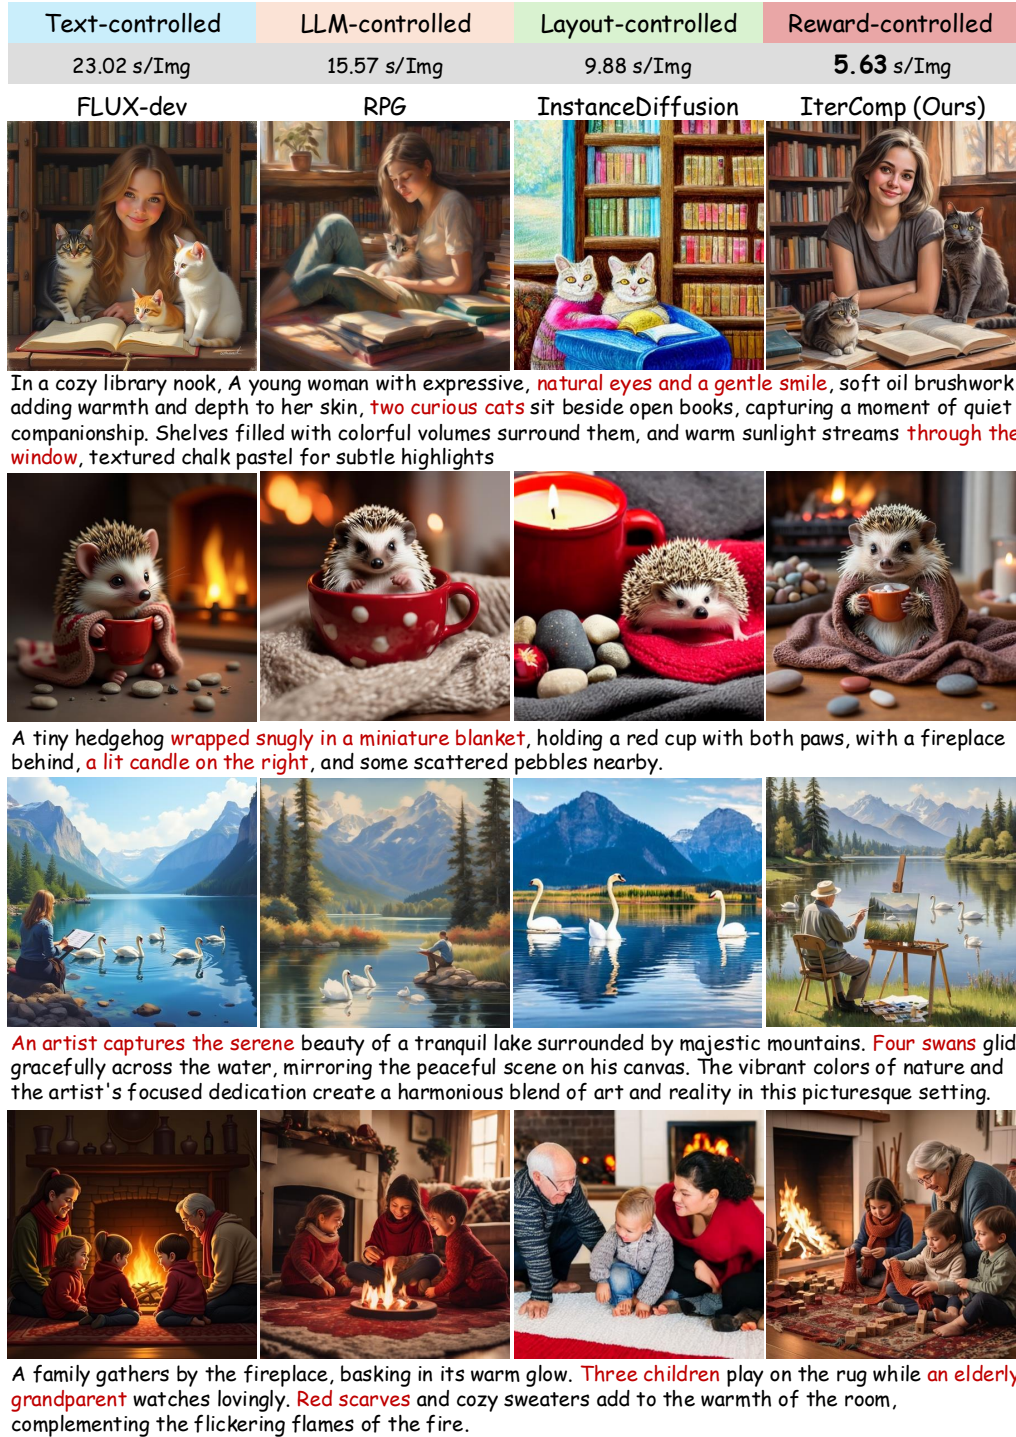 Text-controlled LLM-controlled Layout-controlled Reward-controlled
23.02 s/Img 15.57 s/Img 9.88 s/Img 5.63 s/Img
FLUX-dev RPG InstanceDiffusion IterComp (Ours)
In a cozy library nook, A young woman with expressive, natural eyes and a gentle smile, soft oil brushwork
adding warmth and depth to her skin, two curious cats sit beside open books, capturing a moment of quiet
companionship. Shelves filled with colorful volumes surround them, and warm sunlight streams through the
window, textured chalk pastel for subtle highlights
A tiny hedgehog wrapped snugly in a miniature blanket, holding a red cup with both paws, with a fireplace
behind, a lit candle on the right, and some scattered pebbles nearby.
An artist captures the serene beauty of a tranquil lake surrounded by majestic mountains. Four swans glid
gracefully across the water, mirroring the peaceful scene on his canvas. The vibrant colors of nature and
the artist's focused dedication create a harmonious blend of art and reality in this picturesque setting.
A family gathers by the fireplace, basking in its warm glow. Three children play on the rug while an elderly
grandparent watches lovingly. Red scarves and cozy sweaters add to the warmth of the room,
complementing the flickering flames of the fire.